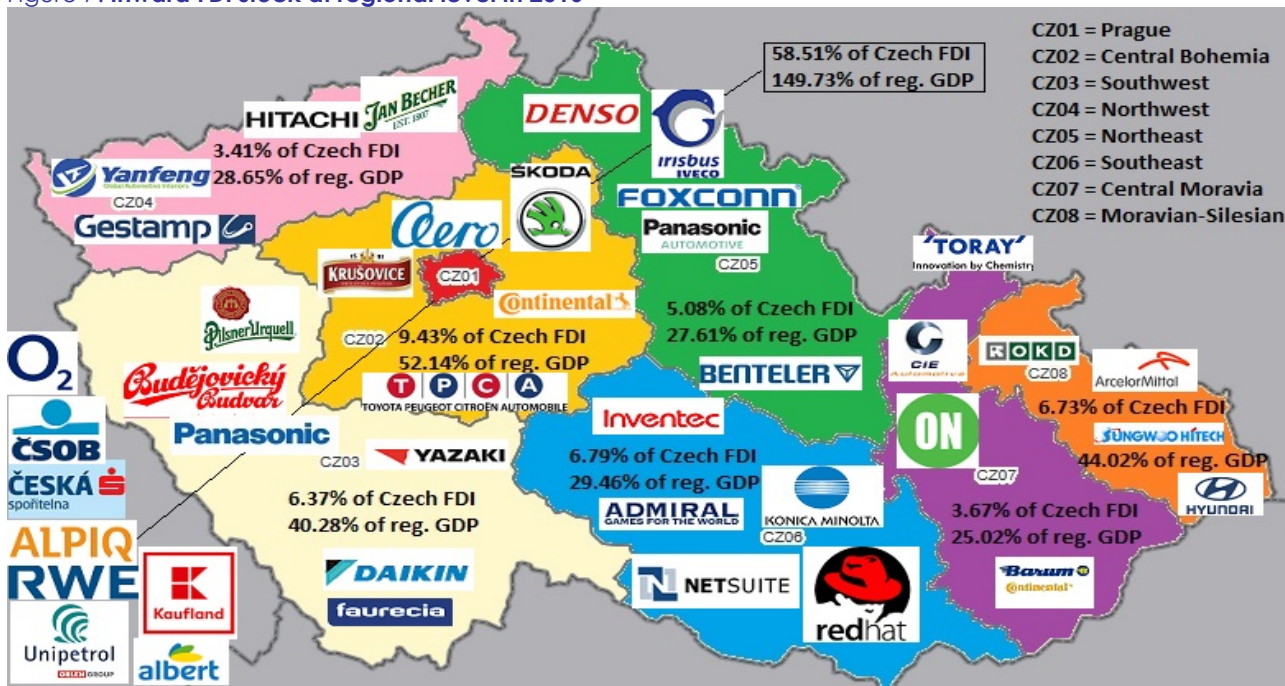 58.51% of Czech FDI
149.73% of reg. GDP
CZ01 = Prague
CZ02 = Central Bohemia
CZ03 = Southwest
CZ04 = Northwest
CZ05 = Northeast
CZ06 = Southeast
CZ07 = Central Moravia
CZ08 = Moravian-Silesian
HITACHI
JAN BECHER
EST. 1807
3.41% of Czech FDI
28.65% of reg. GDP
Yanfeng
Global Automotive Interiors
CZ04
Gestamp
DENSO
IRISBUS
IVECO
ŠKODA
FOXCONN
Panasonic
AUTOMOTIVE
CZ05
5.08% of Czech FDI
27.61% of reg. GDP
BENTELER
Aero
KRUŠOVICE
CZ01
Continental
CZ02
9.43% of Czech FDI
52.14% of reg. GDP
T P C A
TOYOTA PEUGEOT CITROËN AUTOMOBILE
Pilsner Urquell
Budějovický
Budvar
Panasonic
CZ03
YAZAKI
6.37% of Czech FDI
40.28% of reg. GDP
DAIKIN
faurecia
O2
ČSOB
ČESKÁ
spořitelna
ALPIQ
RWE
Kaufland
Unipetrol
ORLEN GROUP
albert
Inventec
6.79% of Czech FDI
29.46% of reg. GDP
ADMIRAL
GAMES FOR THE WORLD
KONICA MINOLTA
CZ06
NETSUITE
redhat
'TORAY'
Innovation by Chemistry
CIE
Automotive
ON
CZ07
3.67% of Czech FDI
25.02% of reg. GDP
Barum
Continental
OKD
CZ08
ArcelorMittal
6.73% of Czech FDI
SUNGWOO HITECH
44.02% of reg. GDP
HYUNDAI